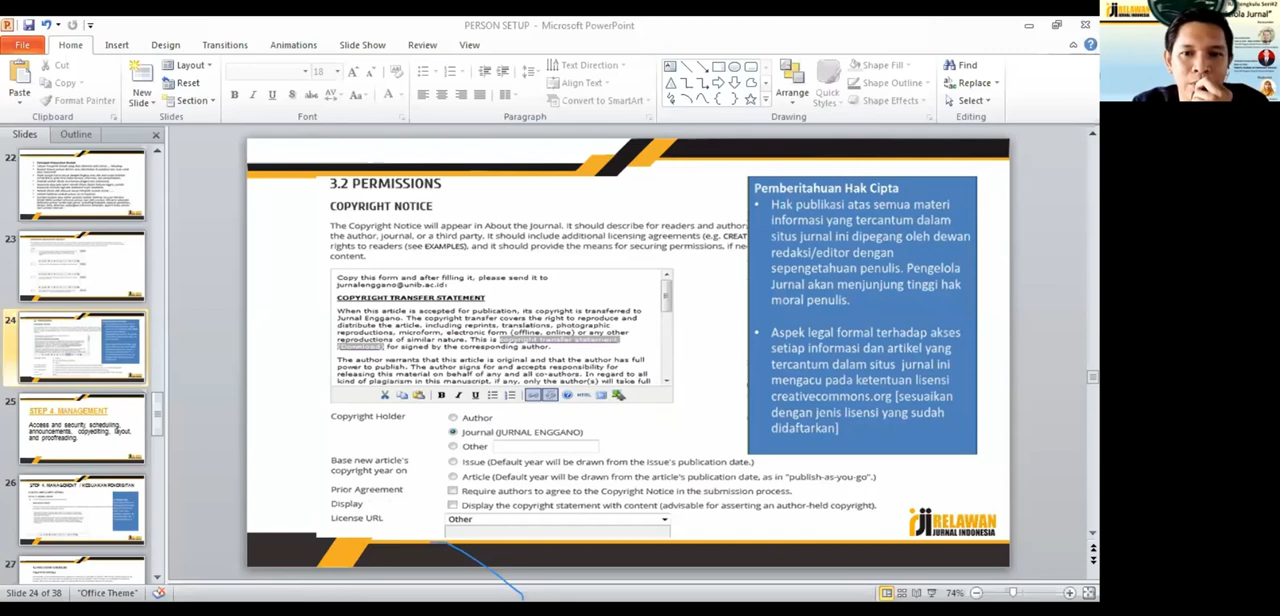 PERSON SETUP - Microsoft PowerPoint
File Home Insert Design Transitions Animations Slide Show Review View
Paste
Cut
Copy
Format Painter
Clipboard
New Slide
Layout
Reset
Section
Slides
18
Font
Text Direction
Align Text
Convert to SmartArt
Paragraph
Arrange
Quick Styles
Shape Fill
Shape Outline
Shape Effects
Drawing
Find
Replace
Select
Editing
Slides Outline
22
23
24
25
STEP 4. MANAGEMENT
Access and security, scheduling,
announcements, copyediting, layout,
and proofreading.
26
27
3.2 PERMISSIONS
COPYRIGHT NOTICE
The Copyright Notice will appear in About the Journal. It should describe for readers and author
the author, journal, or a third party. It should include additional licensing agreements (e.g. CREAT
rights to readers (see EXAMPLES), and it should provide the means for securing permissions, if nee
content.
Copy this form and after filling it, please send it to
jurnalenggano@unib.ac.id:
COPYRIGHT TRANSFER STATEMENT
When this article is accepted for publication, its copyright is transferred to
Jurnal Enggano. The copyright transfer covers the right to reproduce and
distribute the article, including reprints, translations, photographic
reproductions, microform, electronic form (offline, online) or any other
reproductions of similar nature. This is copyright transfer statement
(Download) for signed by the corresponding author.
The author warrants that this article is original and that the author has full
power to publish. The author signs for and accepts responsibility for
releasing this material on behalf of any and all co-authors. In regard to all
kind of plagiarism in this manuscript, if any, only the author(s) will take full
HTML
Copyright Holder
Author
Journal (JURNAL ENGGANO)
Other
Base new article's
copyright year on
Issue (Default year will be drawn from the issue's publication date.)
Article (Default year will be drawn from the article's publication date, as in "publish-as-you-go".)
Prior Agreement
Require authors to agree to the Copyright Notice in the submission process.
Display
Display the copyright statement with content (advisable for asserting an author-held copyright).
License URL
Other
Pemberitahuan Hak Cipta
• Hak publikasi atas semua materi
informasi yang tercantum dalam
situs jurnal ini dipegang oleh dewan
redaksi/editor dengan
sepengetahuan penulis. Pengelola
Jurnal akan menjunjung tinggi hak
moral penulis.
• Aspek legal formal terhadap akses
setiap informasi dan artikel yang
tercantum dalam situs jurnal ini
mengacu pada ketentuan lisensi
creativecommons.org [sesuaikan
dengan jenis lisensi yang sudah
didaftarkan]
RELAWAN
JURNAL INDONESIA
Slide 24 of 38 "Office Theme" 74%
RELAWAN
JURNAL INDONESIA